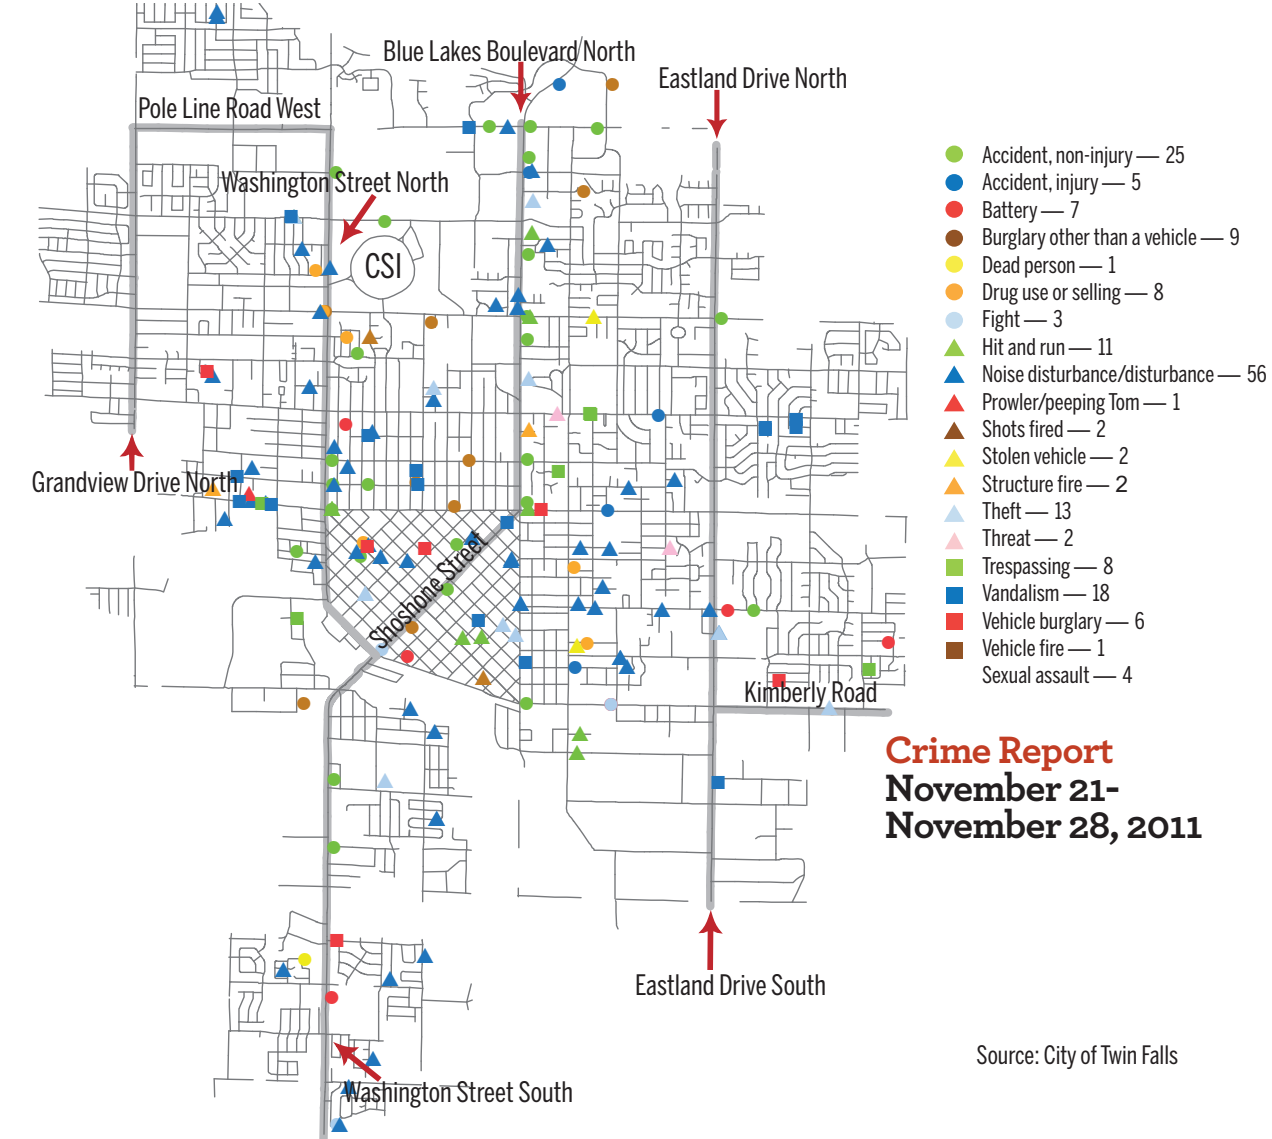 Blue Lakes Boulevard North
Eastland Drive North
Pole Line Road West
Washington Street North
CSI
Grandview Drive North
Shoshone Street
Kimberly Road
Eastland Drive South
Washington Street South
Accident, non-injury — 25
Accident, injury — 5
Battery — 7
Burglary other than a vehicle — 9
Dead person — 1
Drug use or selling — 8
Fight — 3
Hit and run — 11
Noise disturbance/disturbance — 56
Prowler/peeping Tom — 1
Shots fired — 2
Stolen vehicle — 2
Structure fire — 2
Theft — 13
Threat — 2
Trespassing — 8
Vandalism — 18
Vehicle burglary — 6
Vehicle fire — 1
Sexual assault — 4
Crime Report
November 21-
November 28, 2011
Source: City of Twin Falls